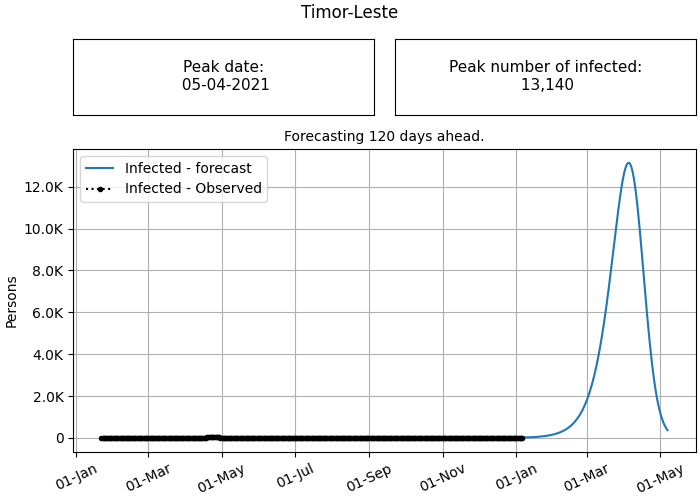 Timor-Leste
Peak date:
05-04-2021
Peak number of infected:
13,140
Forecasting 120 days ahead.
Infected - forecast
Infected - Observed
12.0K
10.0K
8.0K
6.0K
4.0K
2.0K
0
Persons
01-Jan
01-Mar
01-May
01-Jul
01-Sep
01-Nov
01-Jan
01-Mar
01-May